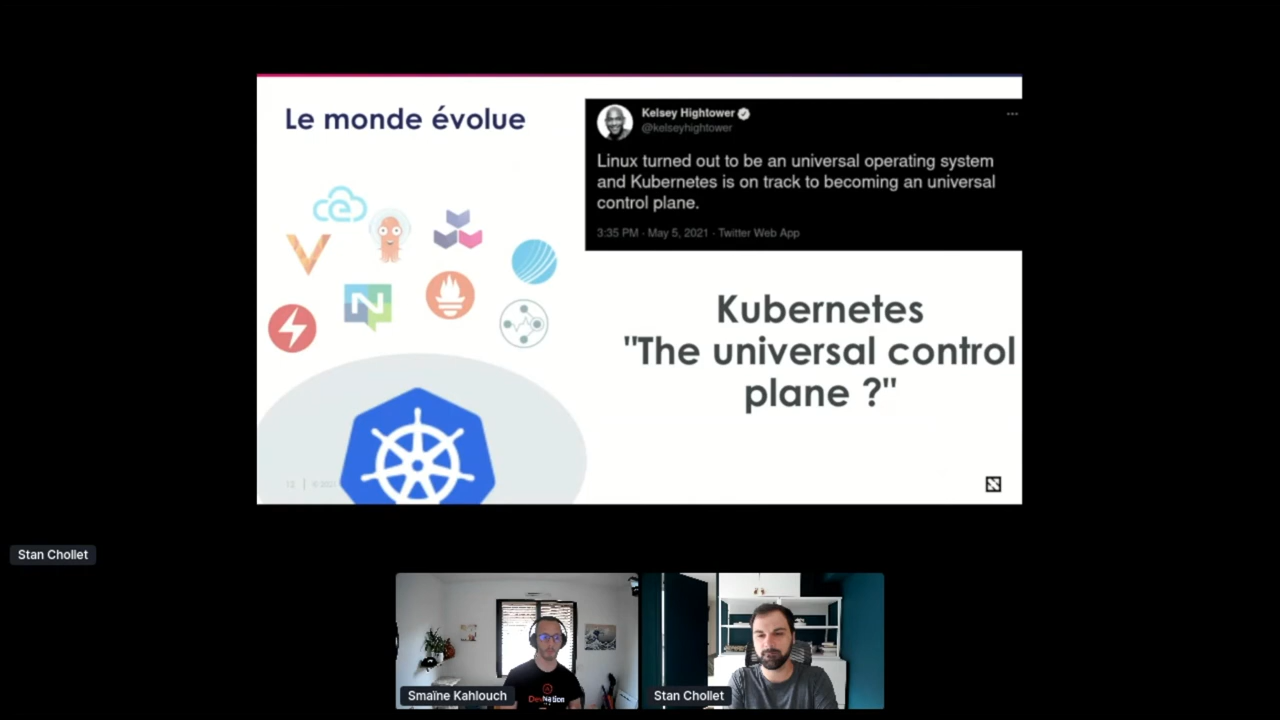 Le monde évolue
Kelsey Hightower
@kelseyhightower
Linux turned out to be an universal operating system
and Kubernetes is on track to becoming an universal
control plane.
3:35 PM · May 5, 2021 · Twitter Web App
Kubernetes
"The universal control
plane ?"
12 | © 2021
Stan Chollet
Smaïne Kahlouch
Stan Chollet